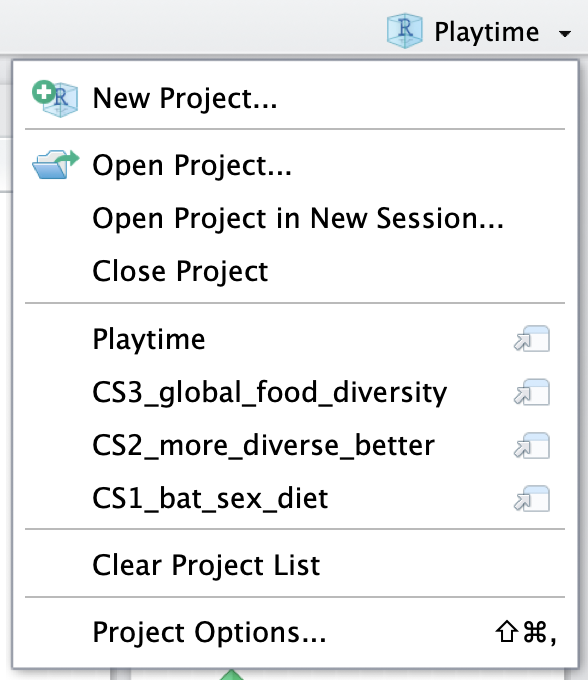 Playtime
New Project...
Open Project...
Open Project in New Session...
Close Project
Playtime
CS3_global_food_diversity
CS2_more_diverse_better
CS1_bat_sex_diet
Clear Project List
Project Options... ⇧⌘,